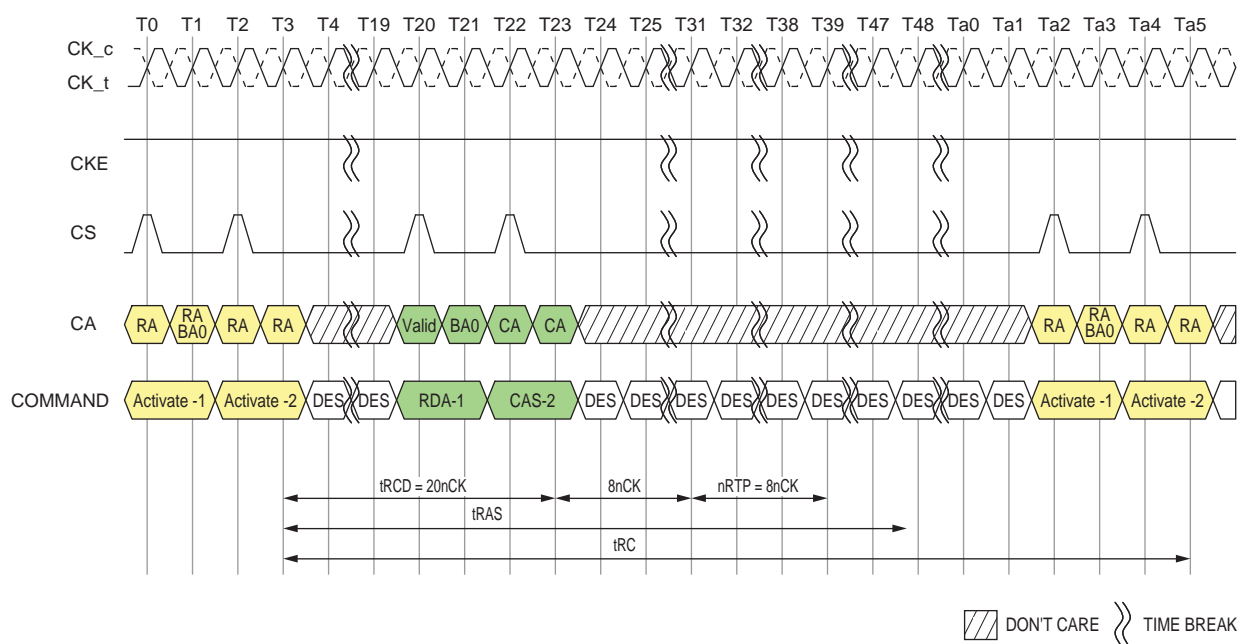 T0 T1 T2 T3 T4 T19 T20 T21 T22 T23 T24 T25 T31 T32 T38 T39 T47 T48 Ta0 Ta1 Ta2 Ta3 Ta4 Ta5
CK_c
CK_t
CKE
CS
CA RA RA BA0 RA RA Valid BA0 CA CA RA RA BA0 RA RA
COMMAND Activate -1 Activate -2 DES DES RDA-1 CAS-2 DES DES DES DES DES DES DES DES DES DES Activate -1 Activate -2
tRCD = 20nCK 8nCK nRTP = 8nCK
tRAS
tRC
DON'T CARE TIME BREAK